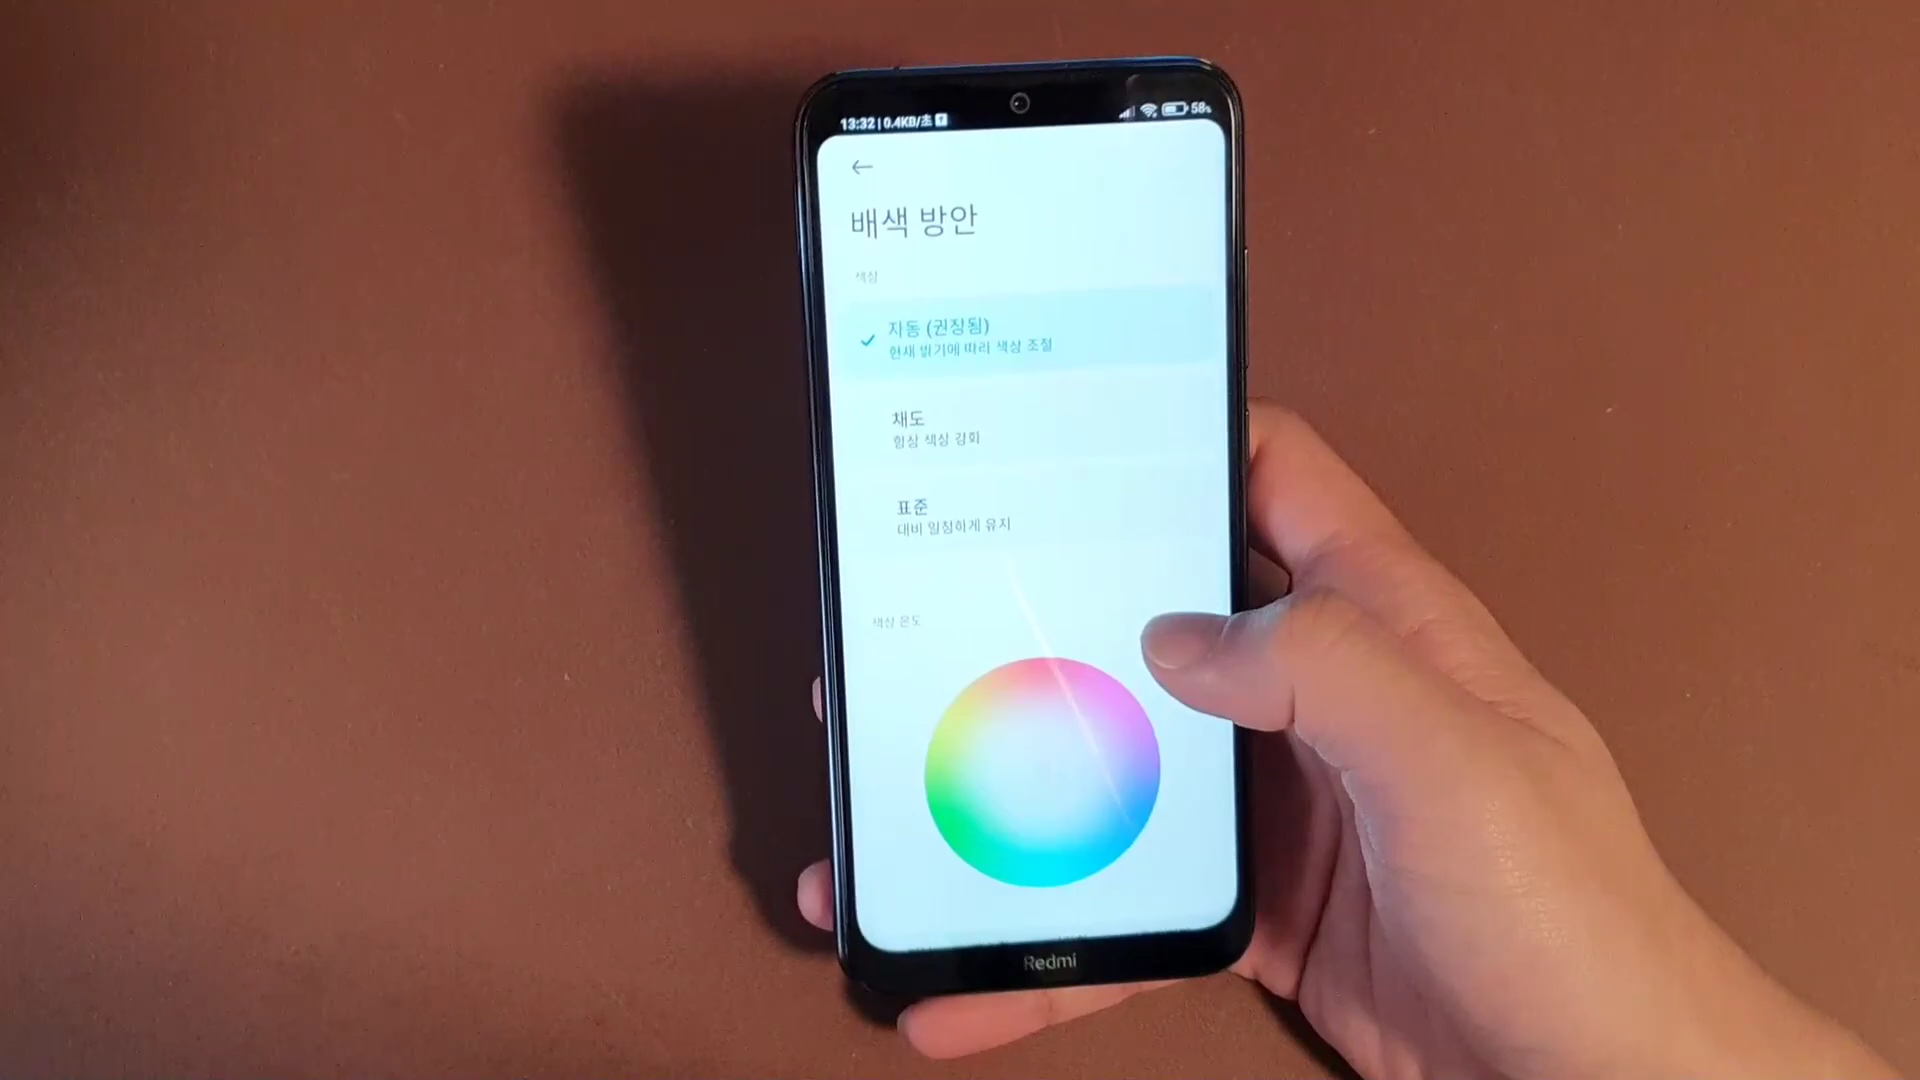 13:32 | 0.4KB/초
58%
배색 방안
색상
자동 (권장됨)
현재 밝기에 따라 색상 조절
채도
항상 색상 강화
표준
대비 일정하게 유지
색상 온도
Redmi